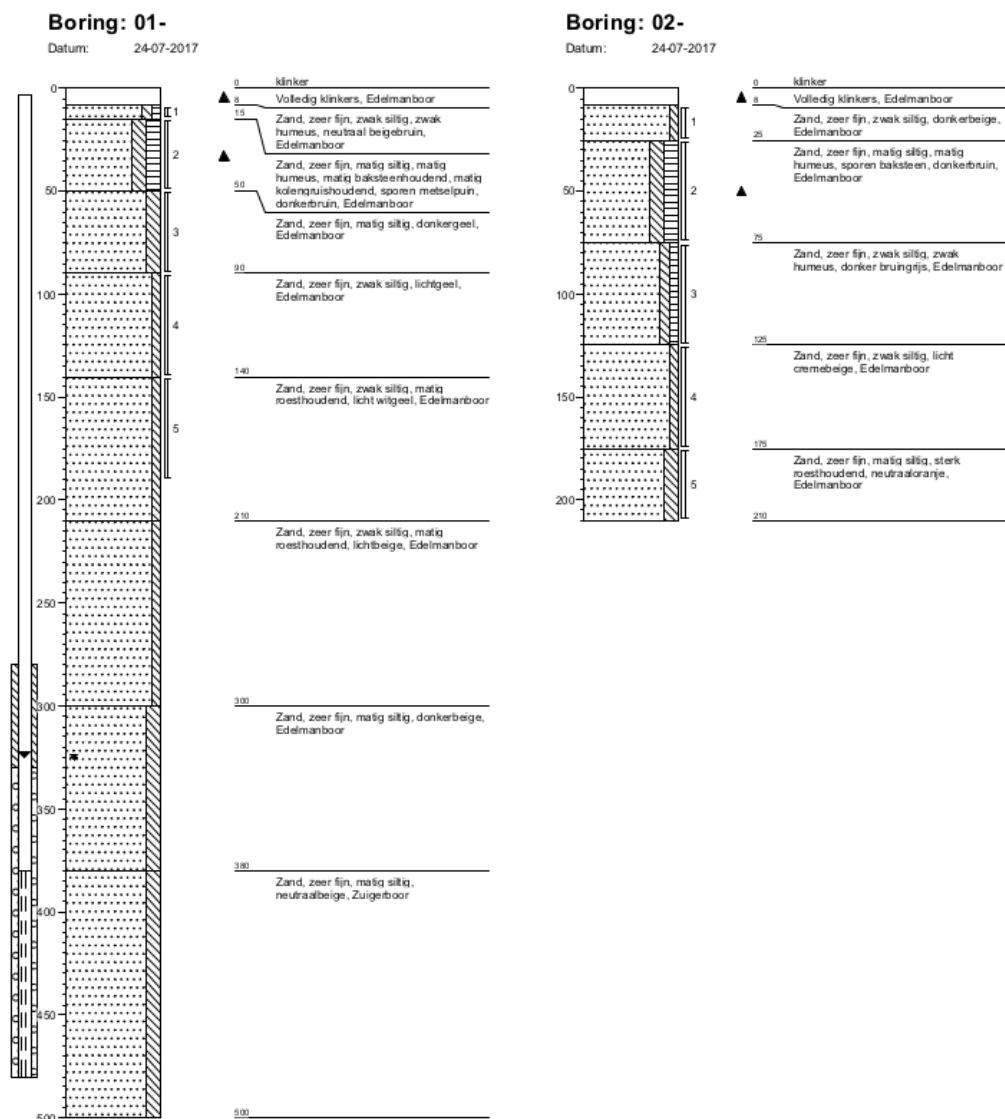 Boring: 01-
Datum: 24-07-2017
0
50
100
150
200
250
300
350
400
450
500
1
2
3
4
5
0
klinker
8
Volledig klinkers, Edelmanboor
15
Zand, zeer fijn, zwak siltig, zwak
humeus, neutraal beigebruin,
Edelmanboor
Zand, zeer fijn, matig siltig, matig
humeus, matig baksteenhoudend, matig
kolengruishoudend, sporen metselpuin,
donkerbruin, Edelmanboor
50
Zand, zeer fijn, matig siltig, donkergeel,
Edelmanboor
90
Zand, zeer fijn, zwak siltig, lichtgeel,
Edelmanboor
140
Zand, zeer fijn, zwak siltig, matig
roesthoudend, licht witgeel, Edelmanboor
210
Zand, zeer fijn, zwak siltig, matig
roesthoudend, lichtbeige, Edelmanboor
300
Zand, zeer fijn, matig siltig, donkerbeige,
Edelmanboor
380
Zand, zeer fijn, matig siltig,
neutraalbeige, Zuigerboor
500
Boring: 02-
Datum: 24-07-2017
0
50
100
150
200
1
2
3
4
5
0
klinker
8
Volledig klinkers, Edelmanboor
Zand, zeer fijn, zwak siltig, donkerbeige,
Edelmanboor
25
Zand, zeer fijn, matig siltig, matig
humeus, sporen baksteen, donkerbruin,
Edelmanboor
75
Zand, zeer fijn, zwak siltig, zwak
humeus, donker bruingrijs, Edelmanboor
125
Zand, zeer fijn, zwak siltig, licht
cremebeige, Edelmanboor
175
Zand, zeer fijn, matig siltig, sterk
roesthoudend, neutraaloranje,
Edelmanboor
210